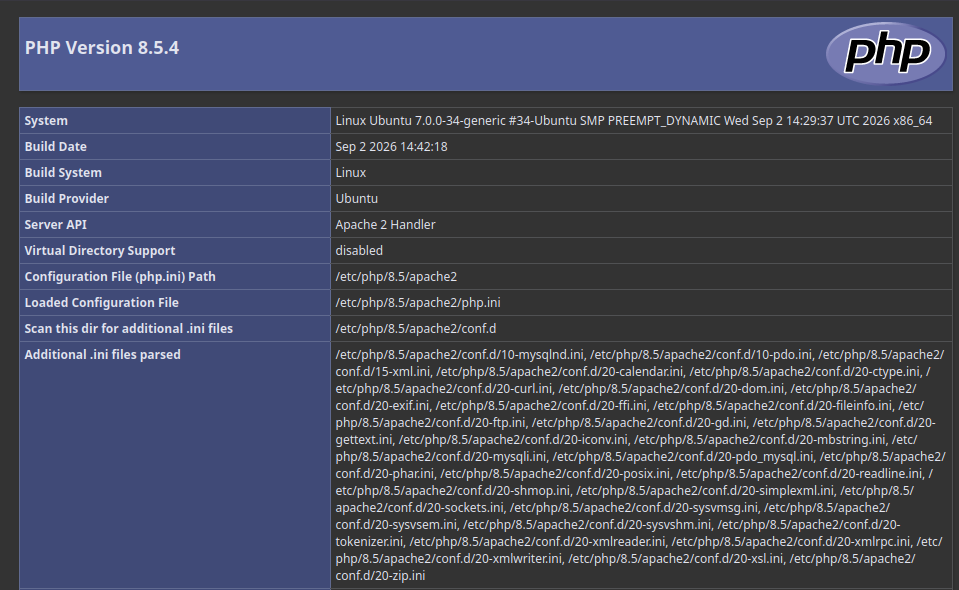 PHP Version 8.5.4
php
System Linux Ubuntu 7.0.0-34-generic #34-Ubuntu SMP PREEMPT_DYNAMIC Wed Sep 2 14:29:37 UTC 2026 x86_64
Build Date Sep 2 2026 14:42:18
Build System Linux
Build Provider Ubuntu
Server API Apache 2 Handler
Virtual Directory Support disabled
Configuration File (php.ini) Path /etc/php/8.5/apache2
Loaded Configuration File /etc/php/8.5/apache2/php.ini
Scan this dir for additional .ini files /etc/php/8.5/apache2/conf.d
Additional .ini files parsed /etc/php/8.5/apache2/conf.d/10-mysqlnd.ini, /etc/php/8.5/apache2/conf.d/10-pdo.ini, /etc/php/8.5/apache2/
conf.d/15-xml.ini, /etc/php/8.5/apache2/conf.d/20-calendar.ini, /etc/php/8.5/apache2/conf.d/20-ctype.ini, /
etc/php/8.5/apache2/conf.d/20-curl.ini, /etc/php/8.5/apache2/conf.d/20-dom.ini, /etc/php/8.5/apache2/
conf.d/20-exif.ini, /etc/php/8.5/apache2/conf.d/20-ffi.ini, /etc/php/8.5/apache2/conf.d/20-fileinfo.ini, /etc/
php/8.5/apache2/conf.d/20-ftp.ini, /etc/php/8.5/apache2/conf.d/20-gd.ini, /etc/php/8.5/apache2/conf.d/20-
gettext.ini, /etc/php/8.5/apache2/conf.d/20-iconv.ini, /etc/php/8.5/apache2/conf.d/20-mbstring.ini, /etc/
php/8.5/apache2/conf.d/20-mysqli.ini, /etc/php/8.5/apache2/conf.d/20-pdo_mysql.ini, /etc/php/8.5/apache2/
conf.d/20-phar.ini, /etc/php/8.5/apache2/conf.d/20-posix.ini, /etc/php/8.5/apache2/conf.d/20-readline.ini, /
etc/php/8.5/apache2/conf.d/20-shmop.ini, /etc/php/8.5/apache2/conf.d/20-simplexml.ini, /etc/php/8.5/
apache2/conf.d/20-sockets.ini, /etc/php/8.5/apache2/conf.d/20-sysvmsg.ini, /etc/php/8.5/apache2/
conf.d/20-sysvsem.ini, /etc/php/8.5/apache2/conf.d/20-sysvshm.ini, /etc/php/8.5/apache2/conf.d/20-
tokenizer.ini, /etc/php/8.5/apache2/conf.d/20-xmlreader.ini, /etc/php/8.5/apache2/conf.d/20-xmlrpc.ini, /etc/
php/8.5/apache2/conf.d/20-xmlwriter.ini, /etc/php/8.5/apache2/conf.d/20-xsl.ini, /etc/php/8.5/apache2/
conf.d/20-zip.ini